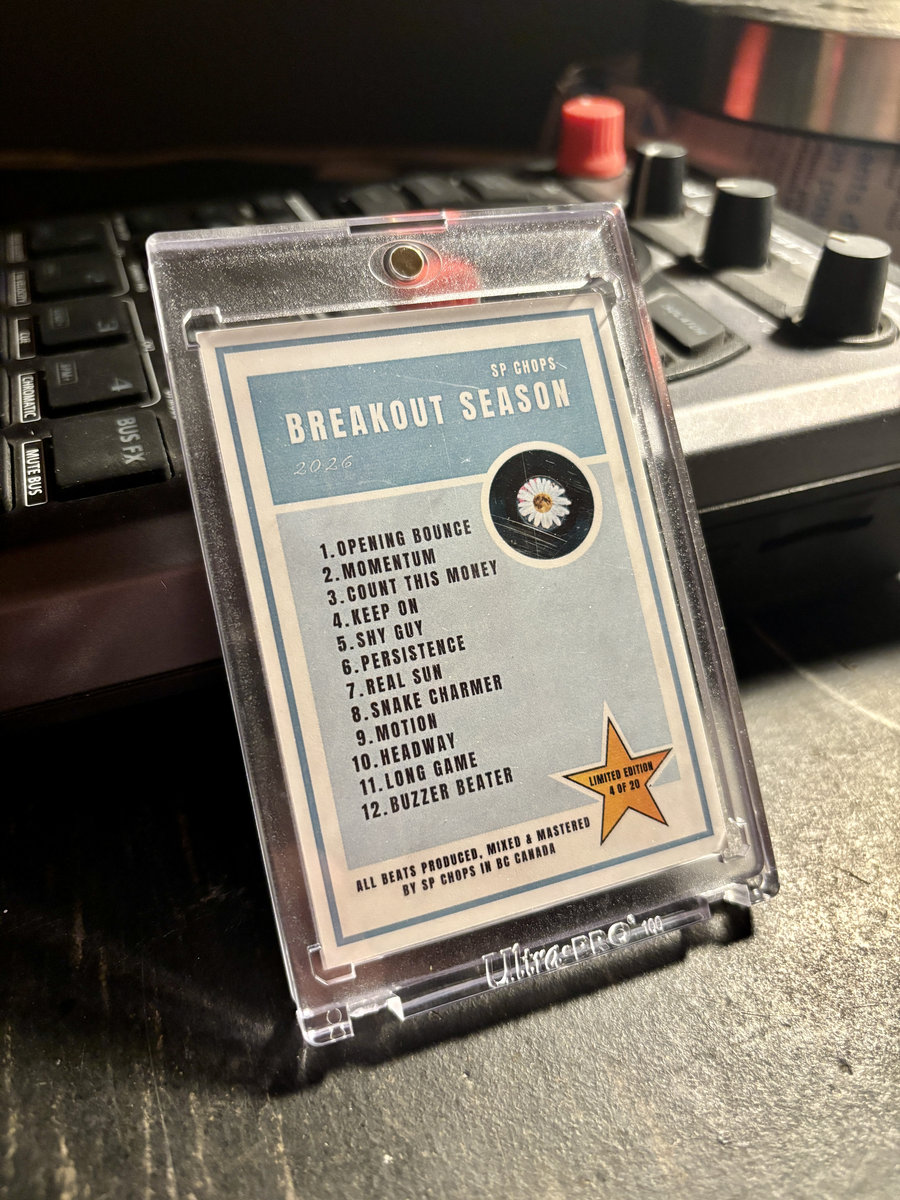 SP CHOPS
BREAKOUT SEASON
2026
1. OPENING BOUNCE
2. MOMENTUM
3. COUNT THIS MONEY
4. KEEP ON
5. SHY GUY
6. PERSISTENCE
7. REAL SUN
8. SNAKE CHARMER
9. MOTION
10. HEADWAY
11. LONG GAME
12. BUZZER BEATER
LIMITED EDITION
4 OF 20
ALL BEATS PRODUCED, MIXED & MASTERED
BY SP CHOPS IN BC CANADA
Ultra•PRO 100
3
4
CHROMATIC
BUS FX
MUTE BUS